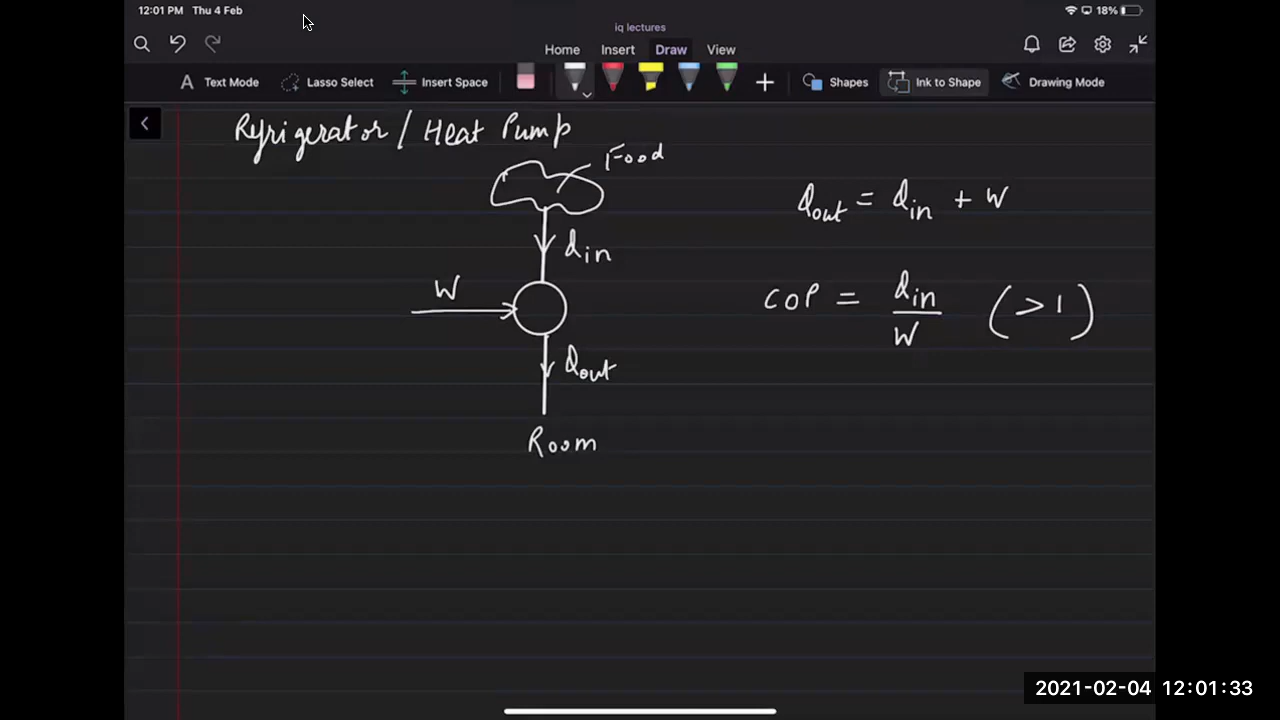 12:01 PM Thu 4 Feb
18%
iq lectures
Home Insert Draw View
Text Mode Lasso Select Insert Space Shapes Ink to Shape Drawing Mode
Refrigerator / Heat Pump
Food
Qout = Qin + W
Qin
W
COP = Qin / W (>1)
Qout
Room
2021-02-04 12:01:33